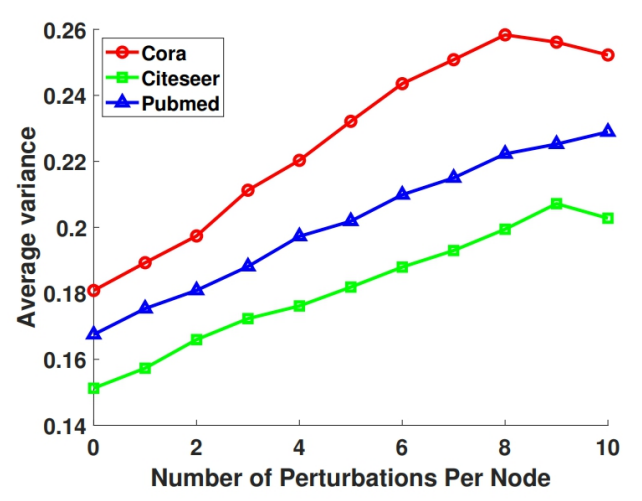 0.26
0.24
0.22
0.2
0.18
0.16
0.14
Average variance
Cora
Citeseer
Pubmed
0 2 4 6 8 10
Number of Perturbations Per Node